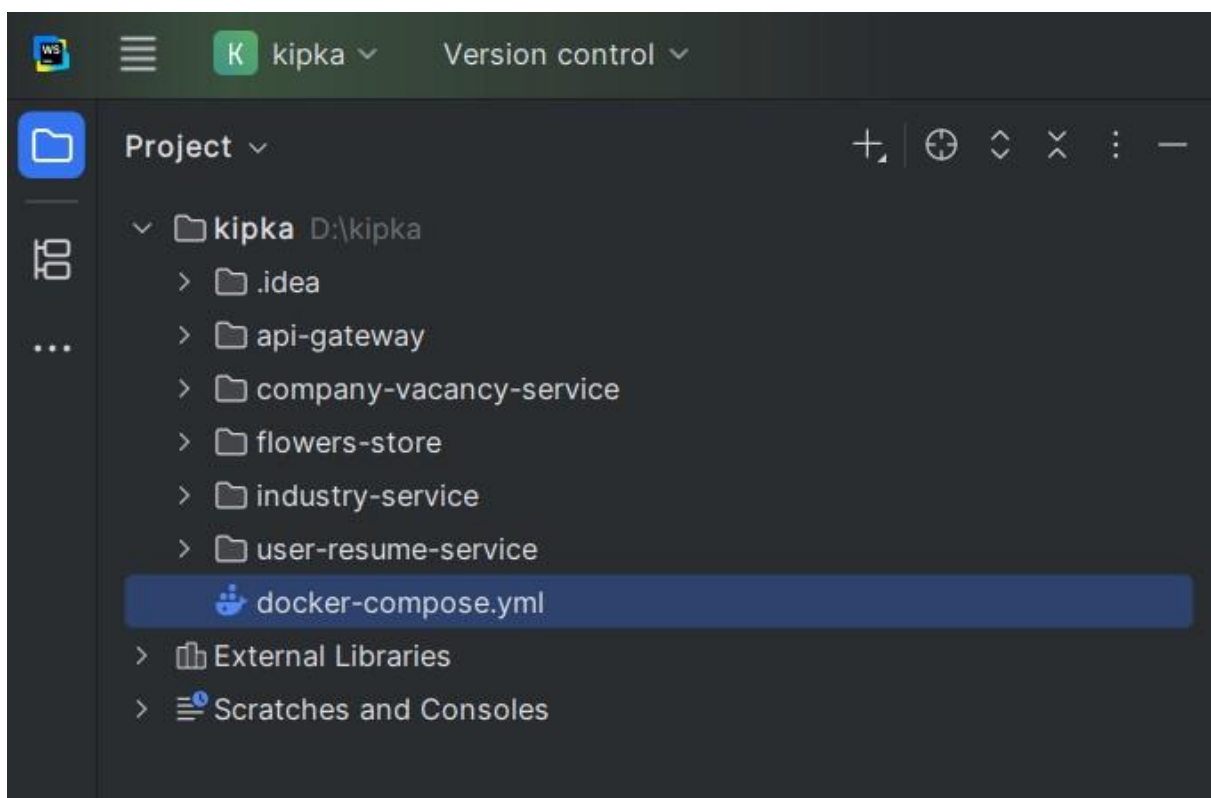 WS
K kipka Version control
Project
kipka D:\kipka
.idea
api-gateway
company-vacancy-service
flowers-store
industry-service
user-resume-service
docker-compose.yml
External Libraries
Scratches and Consoles